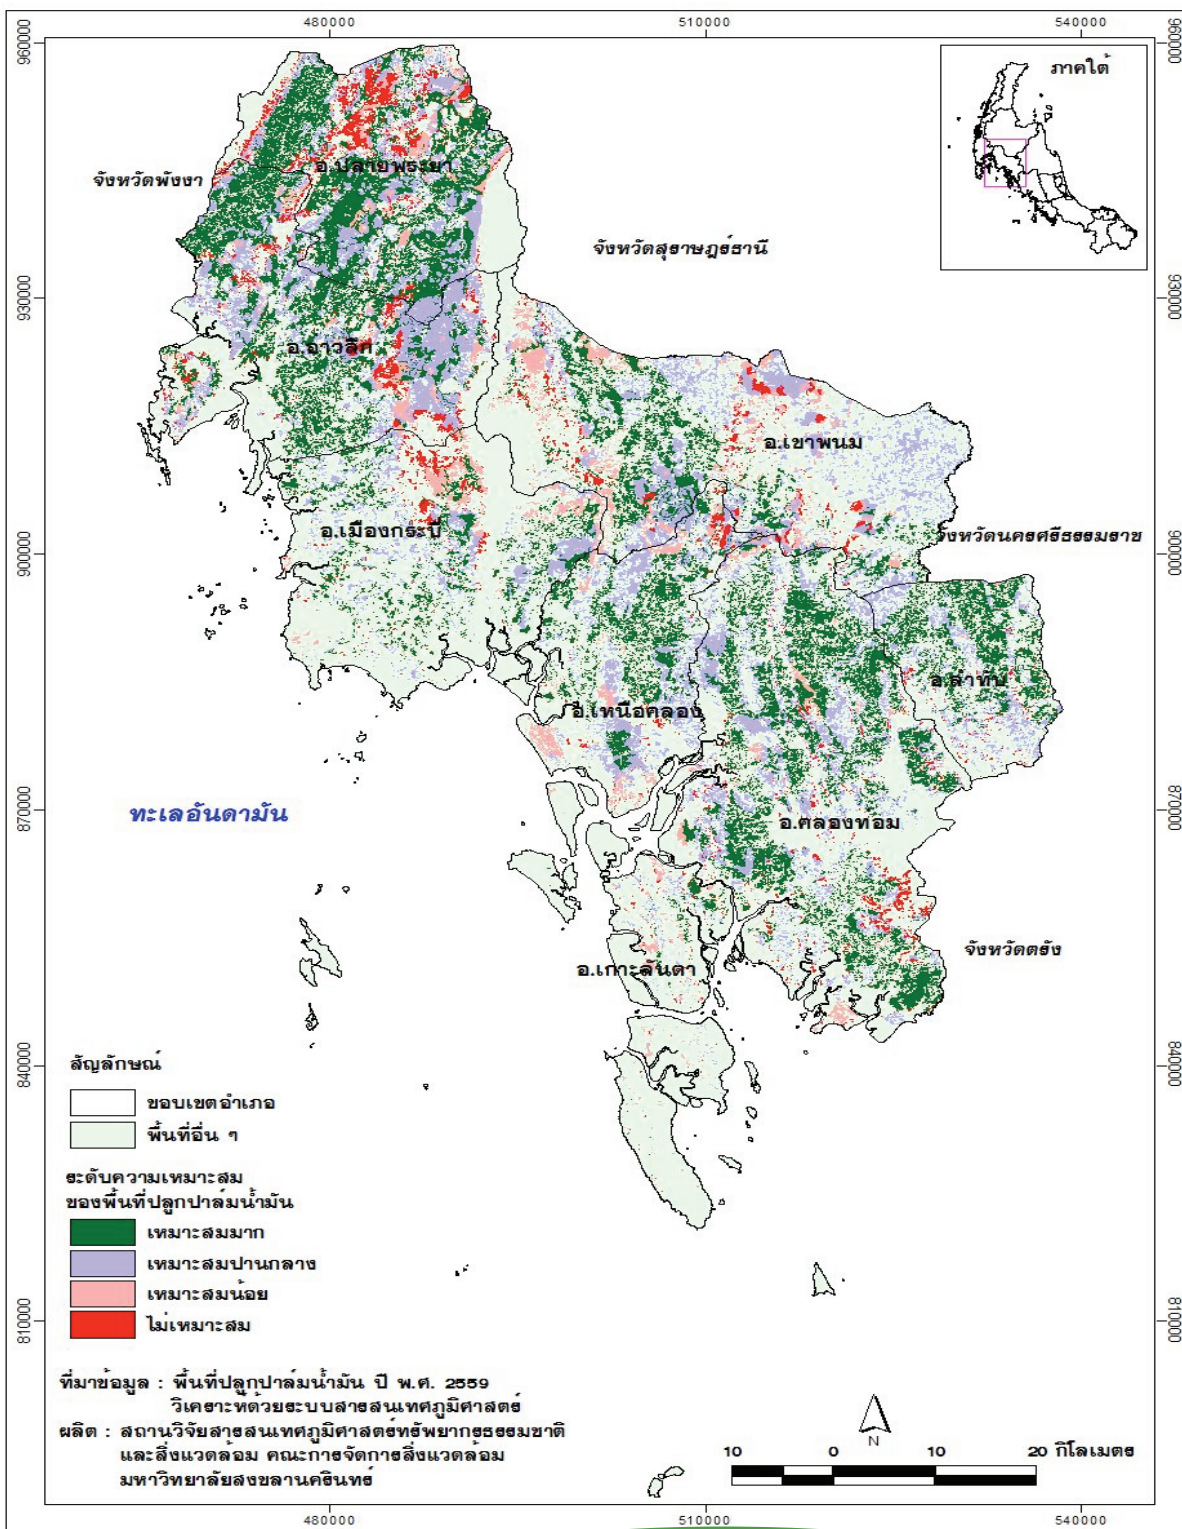 480000
510000
540000
960000
960000
ภาคใต้
อ.ปลายพระยา
จังหวัดพังงา
จังหวัดสุราษฎร์ธานี
930000
930000
อ.อ่าวลึก
อ.เขาพนม
อ.เมืองกระบี่
จังหวัดนครศรีธรรมราช
900000
900000
อ.ลำทับ
อ.เหนือคลอง
ทะเลอันดามัน
870000
870000
อ.คลองท่อม
จังหวัดตรัง
อ.เกาะลันตา
สัญลักษณ์
840000
840000
ขอบเขตอำเภอ
พื้นที่อื่น ๆ
ระดับความเหมาะสม
ของพื้นที่ปลูกปาล์มน้ำมัน
เหมาะสมมาก
เหมาะสมปานกลาง
เหมาะสมน้อย
ไม่เหมาะสม
810000
810000
ที่มาข้อมูล : พื้นที่ปลูกปาล์มน้ำมัน ปี พ.ศ. 2559
วิเคราะห์ด้วยระบบสารสนเทศภูมิศาสตร์
ผลิต : สถานวิจัยสารสนเทศภูมิศาสตร์ทรัพยากรธรรมชาติ
และสิ่งแวดล้อม คณะการจัดการสิ่งแวดล้อม
มหาวิทยาลัยสงขลานครินทร์
N
10 0 10 20 กิโลเมตร
480000
510000
540000